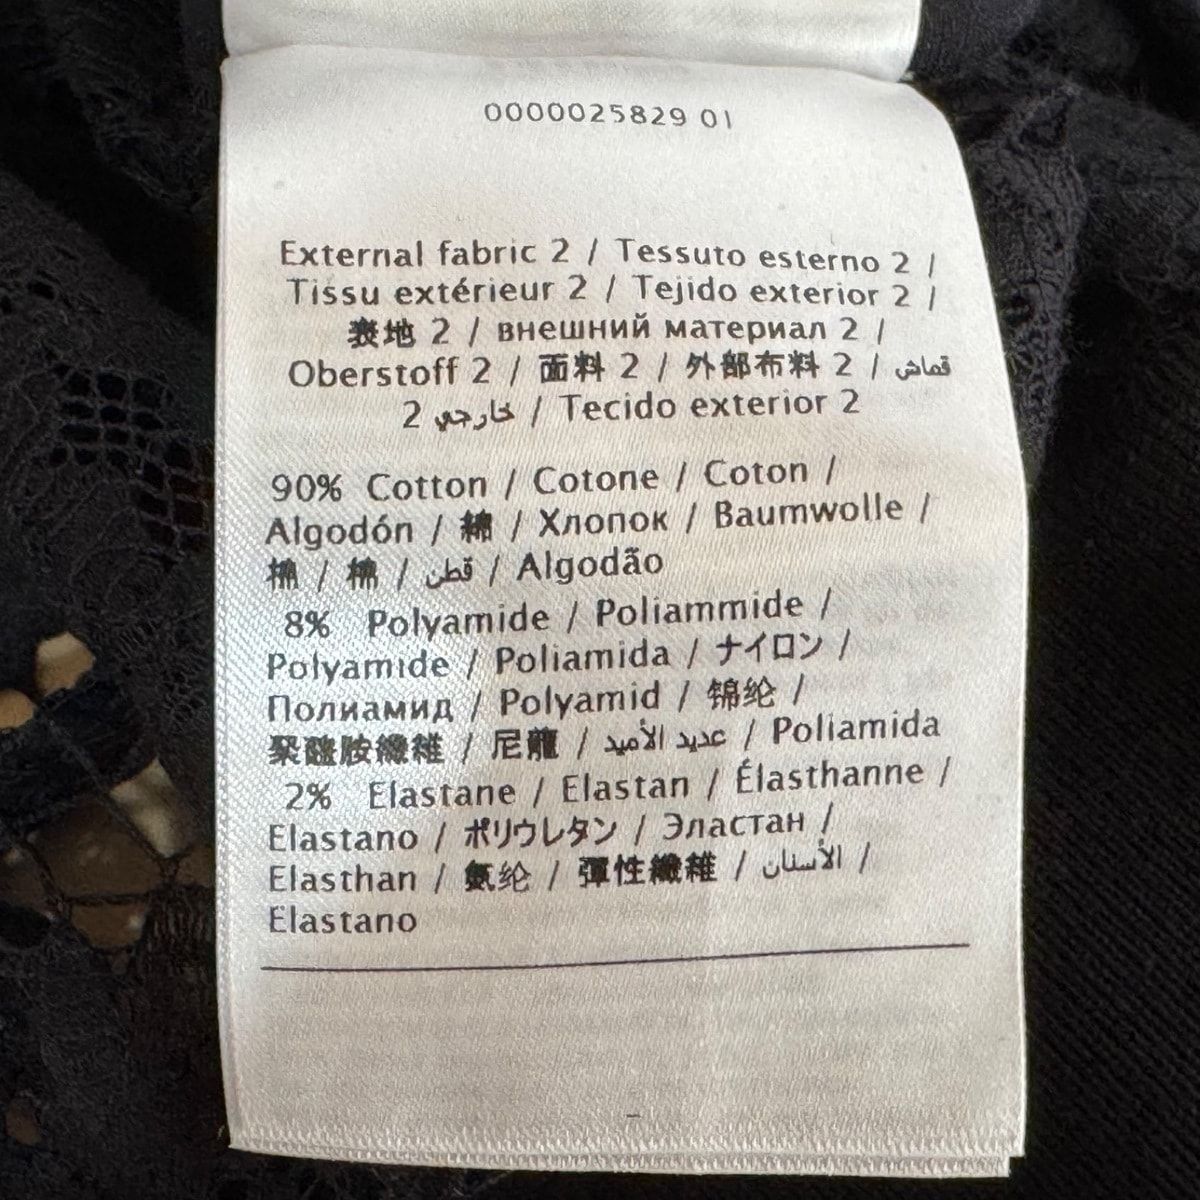 0000025829 01
External fabric 2 / Tessuto esterno 2 /
Tissu extérieur 2 / Tejido exterior 2 /
表地 2 / внешний материал 2 /
Oberstoff 2 / 面料 2 / 外部布料 2 / قماش
خارجي 2 / Tecido exterior 2
90% Cotton / Cotone / Coton /
Algodón / 綿 / Хлопок / Baumwolle /
棉 / 棉 / قطن / Algodão
8% Polyamide / Poliammide /
Polyamide / Poliamida / ナイロン /
Полиамид / Polyamid / 锦纶 /
聚醯胺纖維 / 尼龍 / عديد الأميد / Poliamida
2% Elastane / Elastan / Élasthanne /
Elastano / ポリウレタン / Эластан /
Elasthan / 氨纶 / 彈性纖維 / الأستان /
Elastano